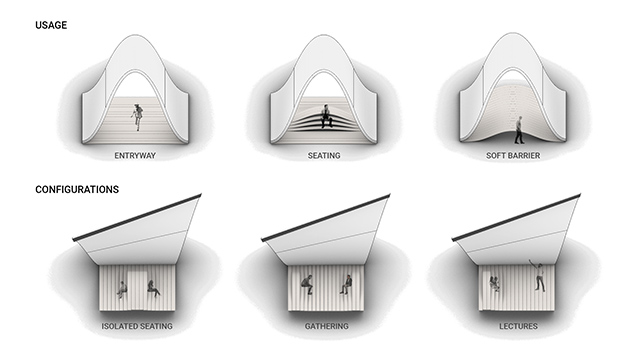 USAGE
ENTRYWAY
SEATING
SOFT BARRIER
CONFIGURATIONS
ISOLATED SEATING
GATHERING
LECTURES